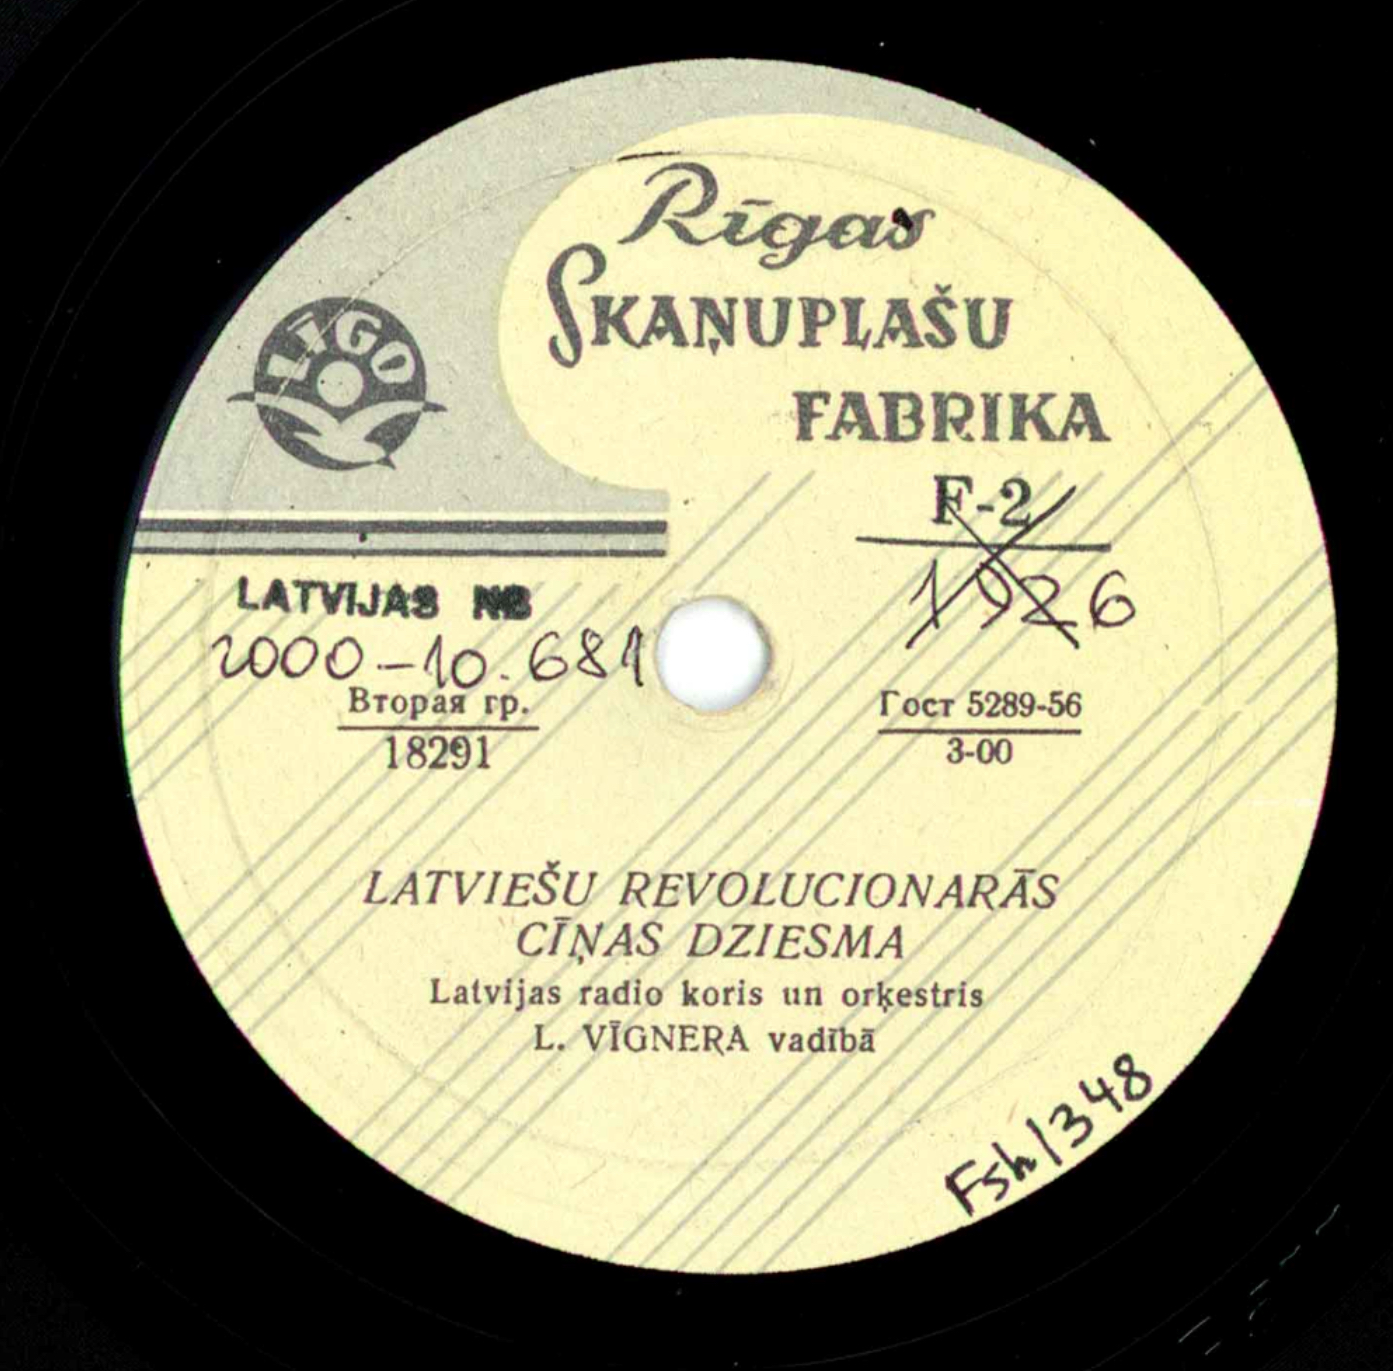 Rīgas
SKAŅUPLAŠU
FABRIKA
LĪGO
F-2
1926
LATVIJAS NB
2000-10.681
Вторая гр.
18291
Гост 5289-56
3-00
LATVIEŠU REVOLUCIONARĀS
CĪŅAS DZIESMA
Latvijas radio koris un orķestris
L. VĪGNERA vadībā
Fsh/348